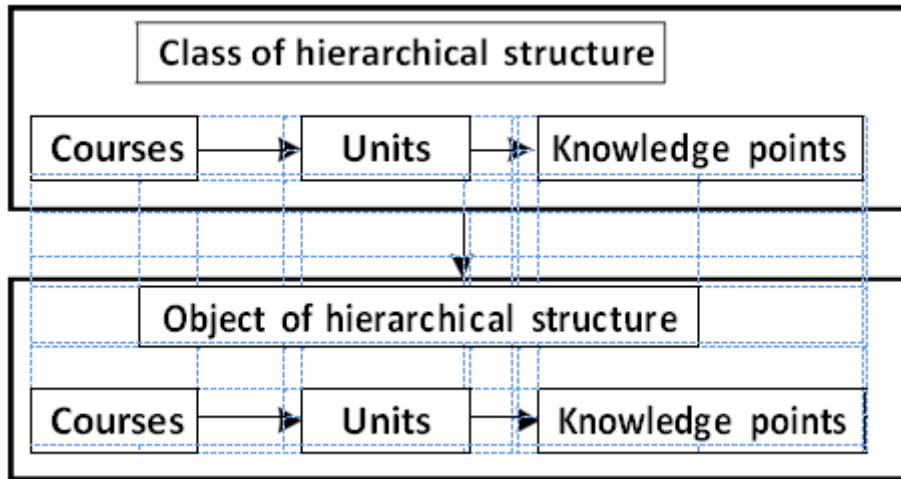 Class of hierarchical structure
Courses Units Knowledge points
Object of hierarchical structure
Courses Units Knowledge points